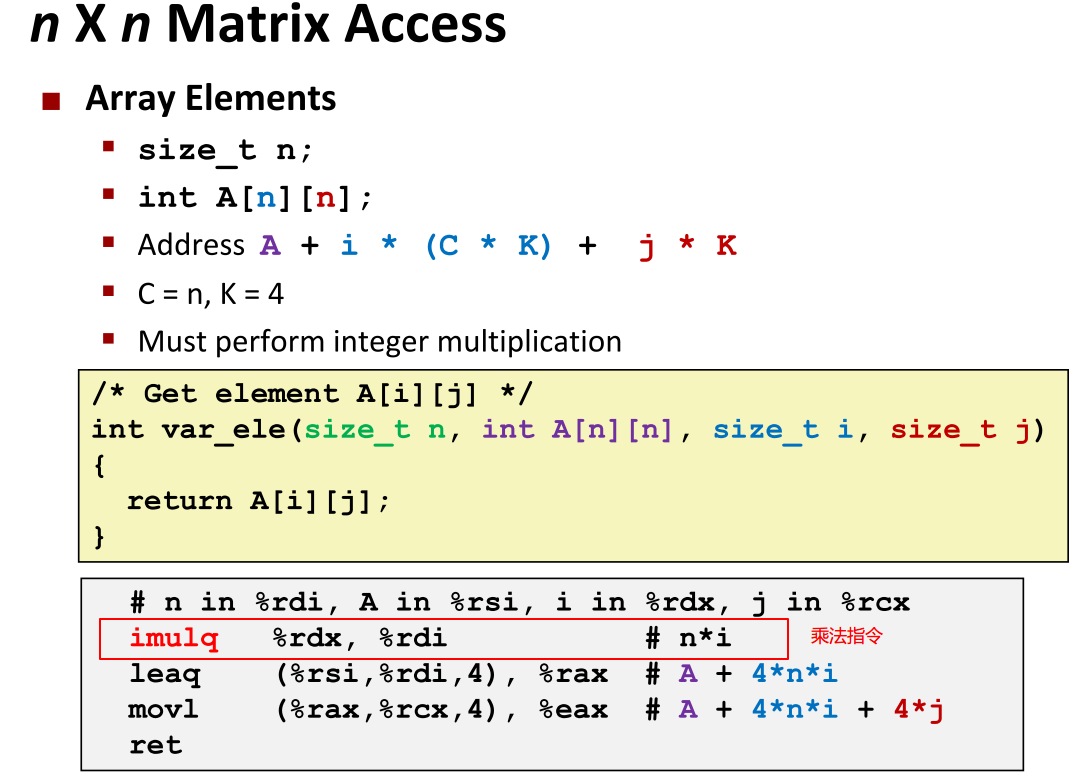 n X n Matrix Access
Array Elements
size_t n;
int A[n][n];
Address A + i * (C * K) + j * K
C = n, K = 4
Must perform integer multiplication
/* Get element A[i][j] */
int var_ele(size_t n, int A[n][n], size_t i, size_t j)
{
return A[i][j];
}
# n in %rdi, A in %rsi, i in %rdx, j in %rcx
imulq %rdx, %rdi # n*i 乘法指令
leaq (%rsi,%rdi,4), %rax # A + 4*n*i
movl (%rax,%rcx,4), %eax # A + 4*n*i + 4*j
ret